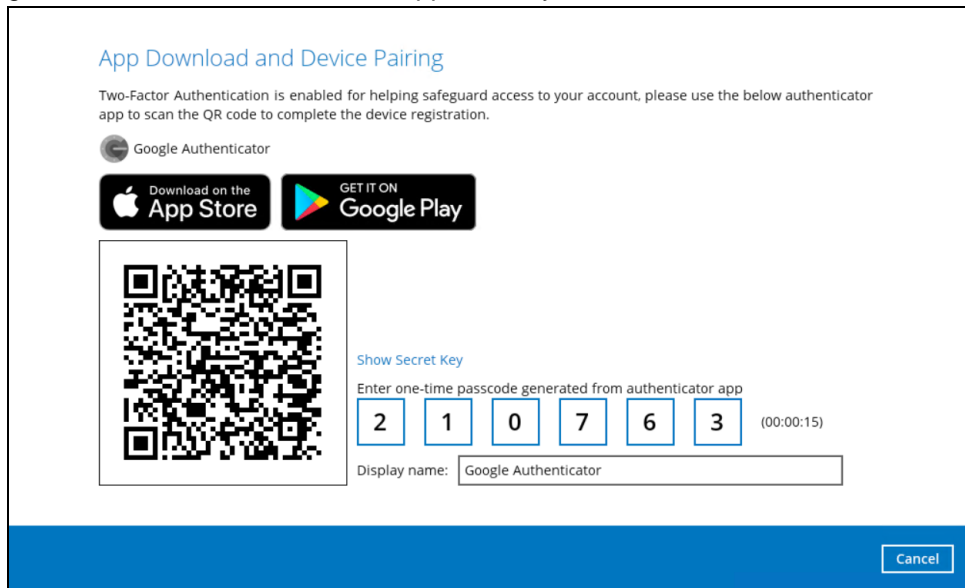 App Download and Device Pairing
Two-Factor Authentication is enabled for helping safeguard access to your account, please use the below authenticator
app to scan the QR code to complete the device registration.
Google Authenticator
Download on the
App Store
GET IT ON
Google Play
Show Secret Key
Enter one-time passcode generated from authenticator app
2 1 0 7 6 3 (00:00:15)
Display name: Google Authenticator
Cancel